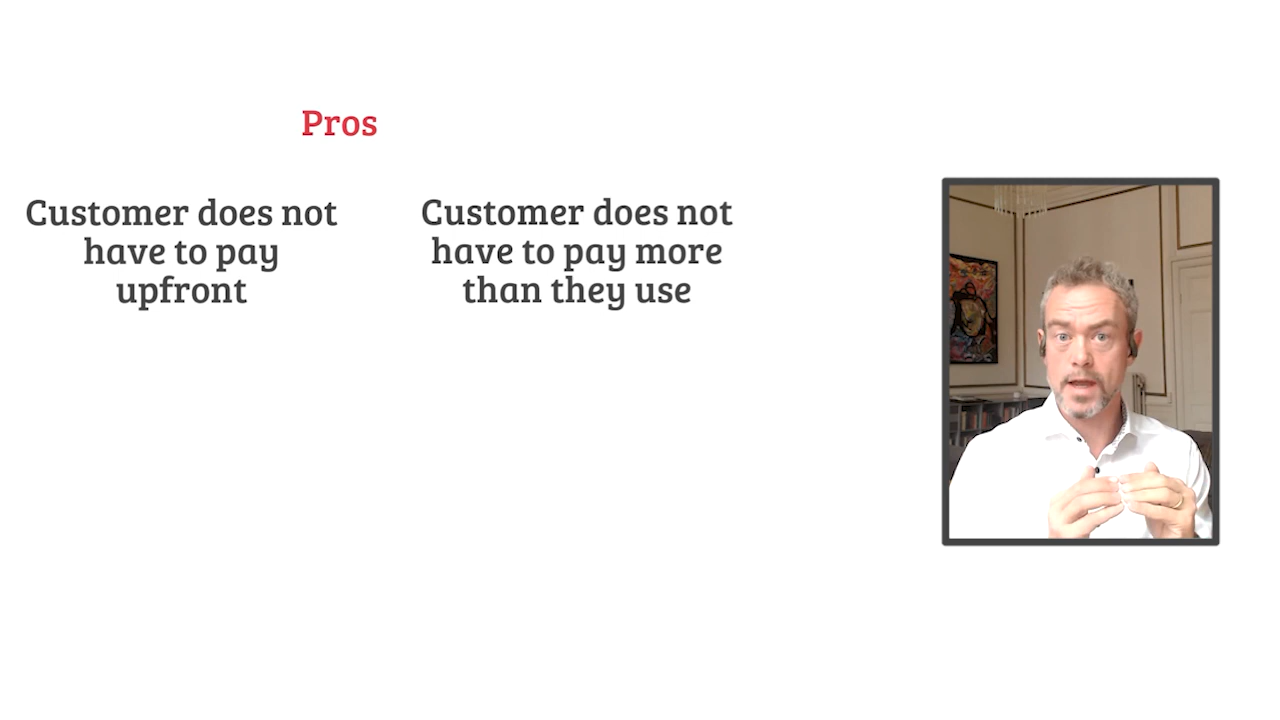 Pros
Customer does not
have to pay
upfront
Customer does not
have to pay more
than they use